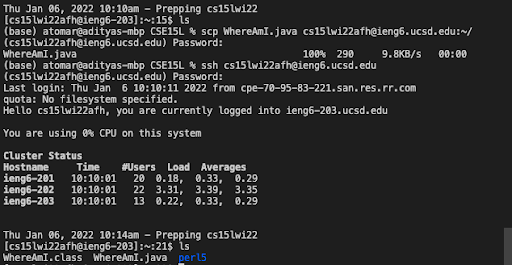 Thu Jan 06, 2022 10:10am - Prepping cs15lwi22
[cs15lwi22afh@ieng6-203]:~:15$ ls
(base) atomar@adityas-mbp CSE15L % scp WhereAmI.java cs15lwi22afh@ieng6.ucsd.edu:~/
(cs15lwi22afh@ieng6.ucsd.edu) Password:
WhereAmI.java 100% 290 9.8KB/s 00:00
(base) atomar@adityas-mbp CSE15L % ssh cs15lwi22afh@ieng6.ucsd.edu
(cs15lwi22afh@ieng6.ucsd.edu) Password:
Last login: Thu Jan 6 10:10:11 2022 from cpe-70-95-83-221.san.res.rr.com
quota: No filesystem specified.
Hello cs15lwi22afh, you are currently logged into ieng6-203.ucsd.edu
You are using 0% CPU on this system
Cluster Status
Hostname Time #Users Load Averages
ieng6-201 10:10:01 20 0.18, 0.33, 0.29
ieng6-202 10:10:01 22 3.31, 3.39, 3.35
ieng6-203 10:10:01 13 0.22, 0.33, 0.29
Thu Jan 06, 2022 10:14am - Prepping cs15lwi22
[cs15lwi22afh@ieng6-203]:~:21$ ls
WhereAmI.class WhereAmI.java perl5